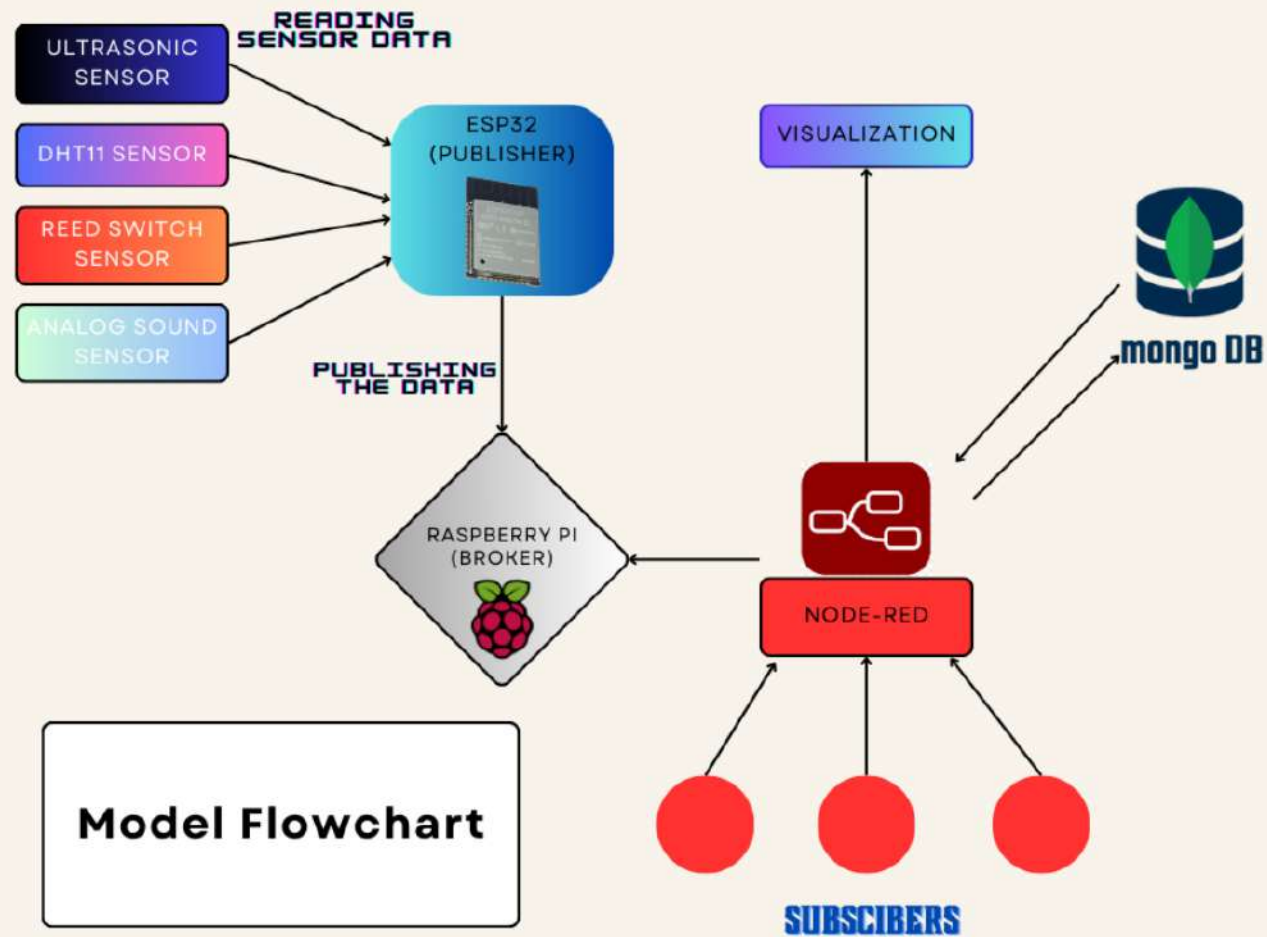 READING
SENSOR DATA
ULTRASONIC
SENSOR
DHT11 SENSOR
REED SWITCH
SENSOR
ANALOG SOUND
SENSOR
ESP32
(PUBLISHER)
PUBLISHING
THE DATA
RASPBERRY PI
(BROKER)
VISUALIZATION
mongo DB
NODE-RED
SUBSCIBERS
Model Flowchart